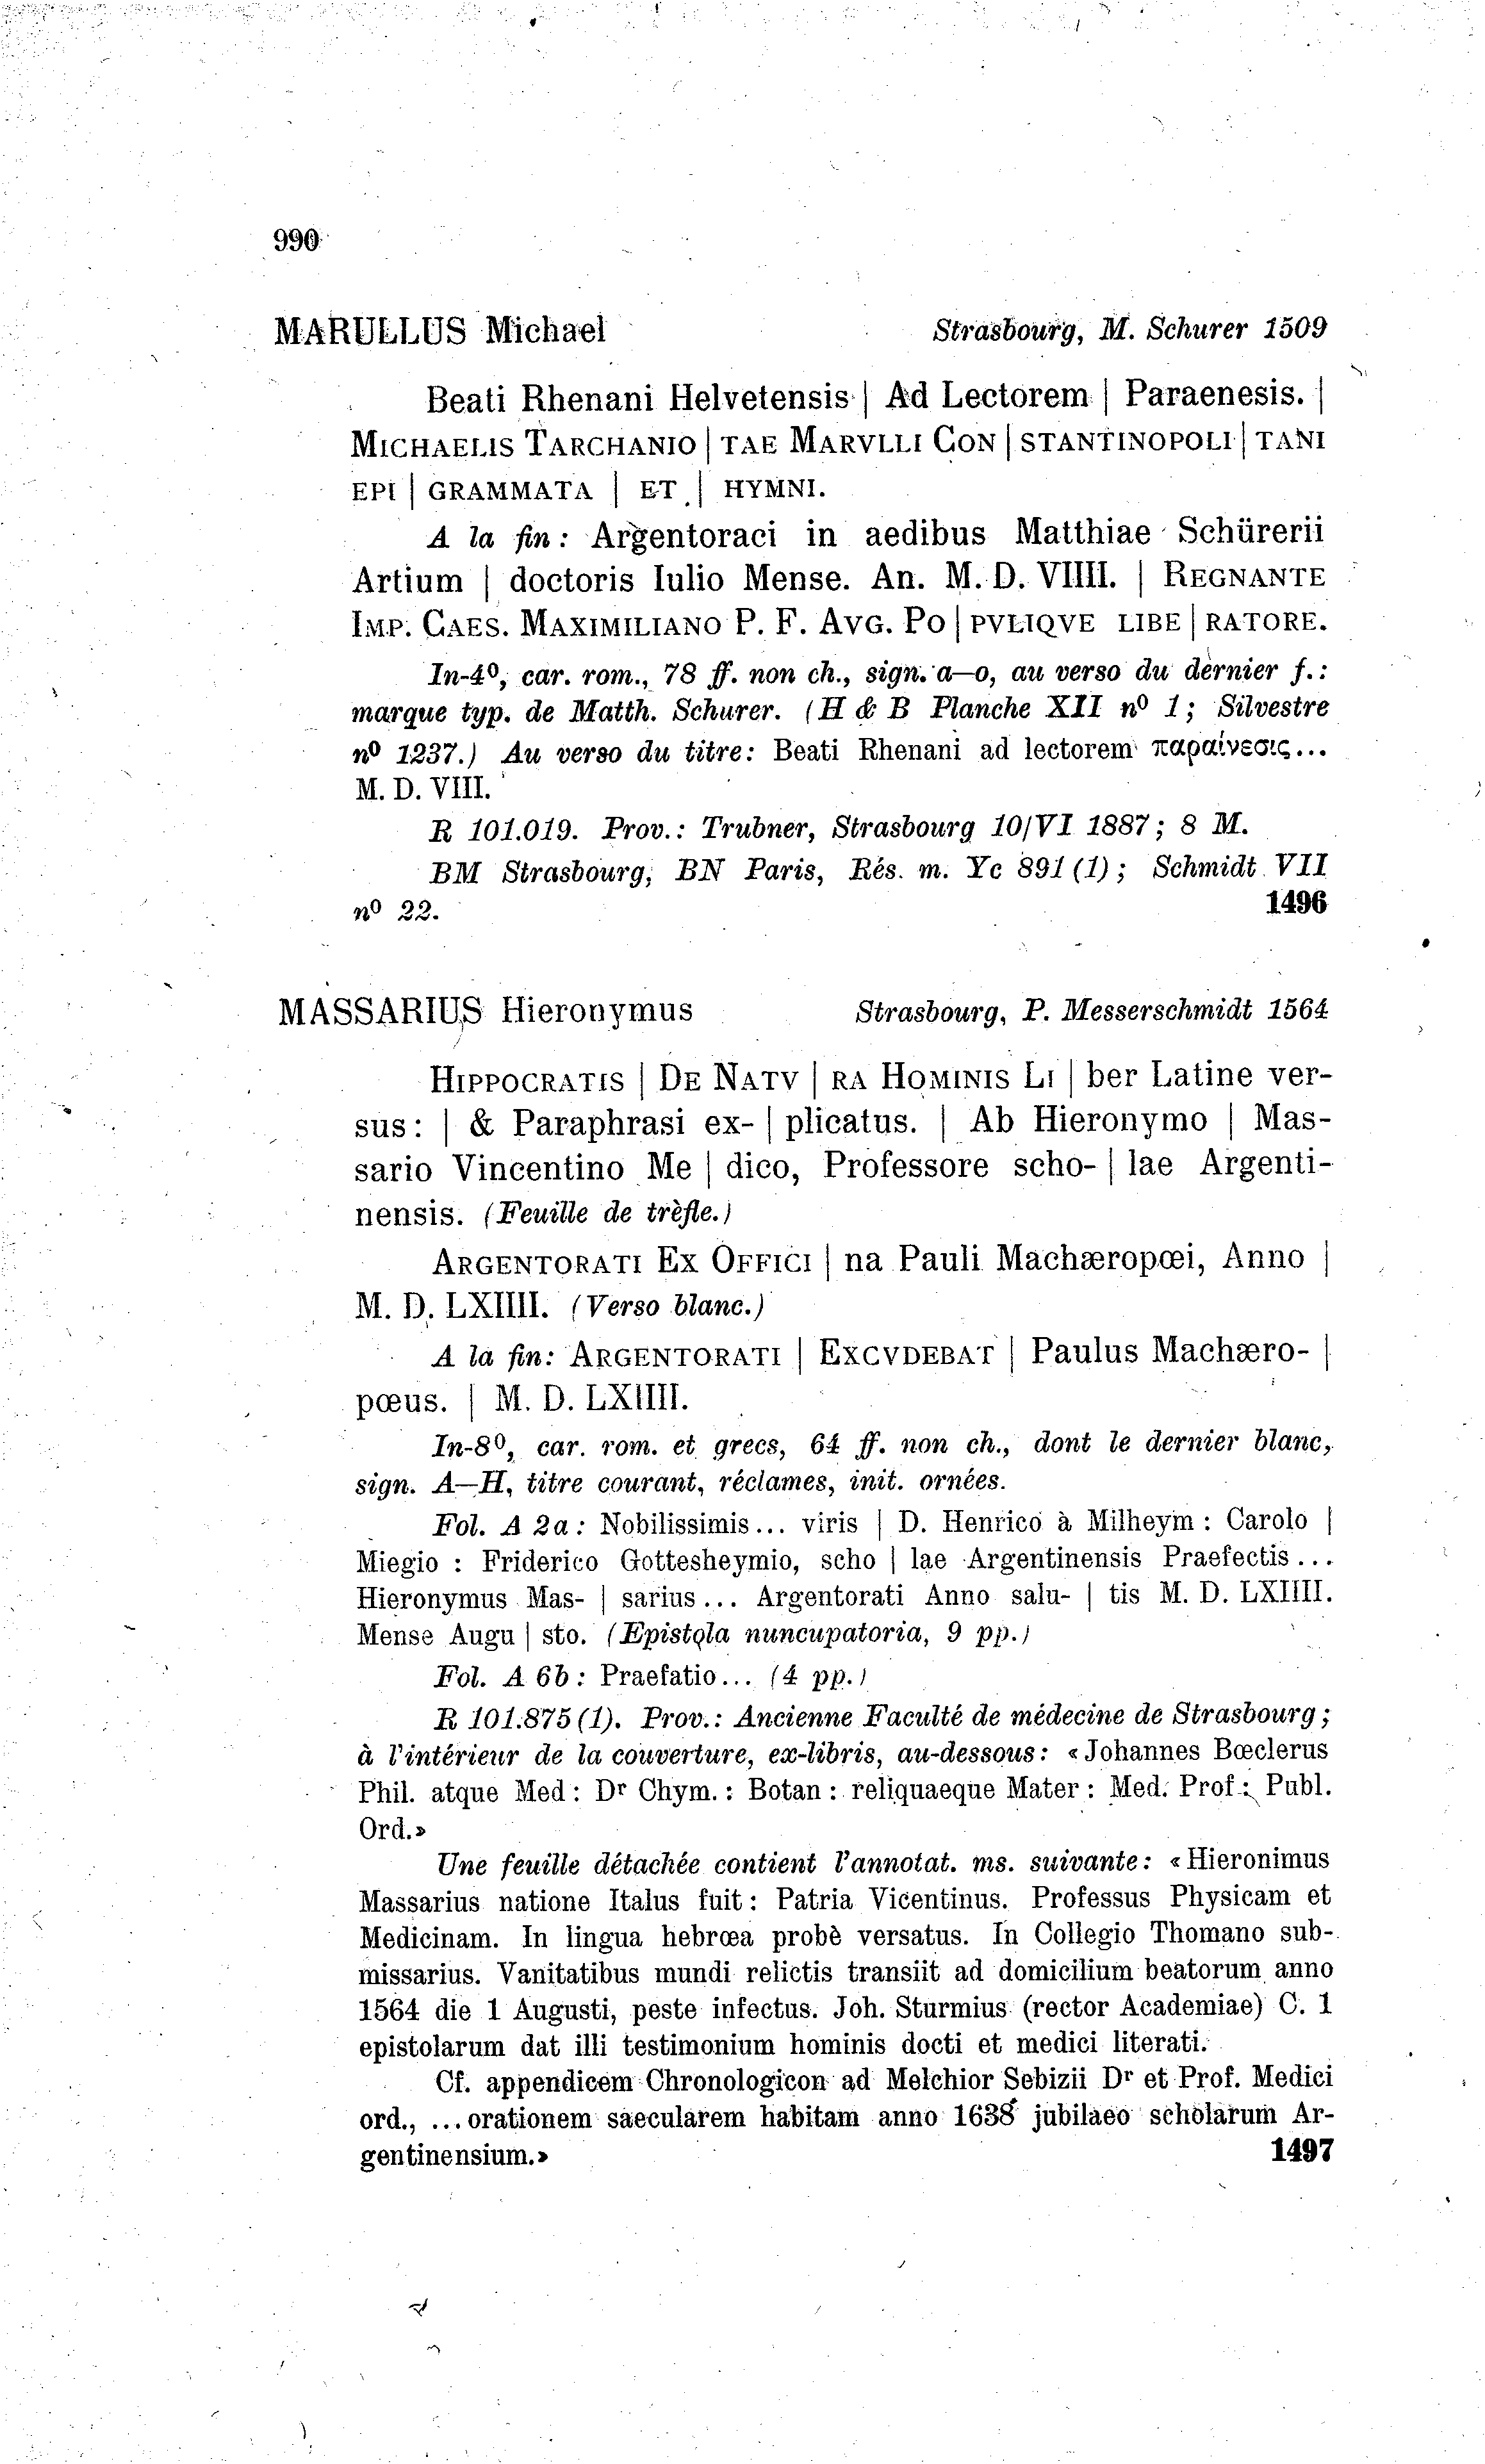 990
MARULLUS Michael Strasbourg, M. Schurer 1509
Beati Rhenani Helvetensis | Ad Lectorem | Paraenesis. |
MICHAELIS TARCHANIO | TAE MARVLLI CON | STANTINOPOLI | TANI
EPI | GRAMMATA | ET | HYMNI.
A la fin: Argentoraci in aedibus Matthiae Schürerii
Artium | doctoris Iulio Mense. An. M. D. VIIII. | REGNANTE
IMP. CAES. MAXIMILIANO P. F. AVG. PO | PVLIQVE LIBE | RATORE.
In-4º, car. rom., 78 ff. non ch., sign. a—o, au verso du dernier f.:
marque typ. de Matth. Schurer. (H & B Planche XII nº 1; Silvestre
nº 1237.) Au verso du titre: Beati Rhenani ad lectorem παραίνεσις...
M. D. VIII.
R 101.019. Prov.: Trubner, Strasbourg 10/VI 1887; 8 M.
BM Strasbourg, BN Paris, Rés. m. Yc 891 (1); Schmidt VII
nº 22. 1496
MASSARIUS Hieronymus Strasbourg, P. Messerschmidt 1564
HIPPOCRATIS | DE NATV | RA HOMINIS LI | ber Latine ver-
sus: | & Paraphrasi ex- | plicatus. | Ab Hieronymo | Mas-
sario Vincentino Me | dico, Professore scho- | lae Argenti-
nensis. (Feuille de trèfle.)
ARGENTORATI EX OFFICI | na Pauli Machæropœi, Anno |
M. D. LXIIII. (Verso blanc.)
A la fin: ARGENTORATI | EXCVDEBAT | Paulus Machæro- |
pœus. | M. D. LXIIII.
In-8º, car. rom. et grecs, 64 ff. non ch., dont le dernier blanc,
sign. A—H, titre courant, réclames, init. ornées.
Fol. A 2a: Nobilissimis... viris | D. Henrico à Milheym: Carolo |
Miegio : Friderico Gottesheymio, scho | lae Argentinensis Praefectis...
Hieronymus Mas- | sarius... Argentorati Anno salu- | tis M. D. LXIIII.
Mense Augu | sto. (Epistola nuncupatoria, 9 pp.)
Fol. A 6b: Praefatio... (4 pp.)
R 101.875 (1). Prov.: Ancienne Faculté de médecine de Strasbourg;
à l'intérieur de la couverture, ex-libris, au-dessous: «Johannes Bœclerus
Phil. atque Med: Dr Chym.: Botan: reliquaeque Mater: Med. Prof: Publ.
Ord.»
Une feuille détachée contient l'annotat. ms. suivante: «Hieronimus
Massarius natione Italus fuit: Patria Vicentinus. Professus Physicam et
Medicinam. In lingua hebrœa probè versatus. In Collegio Thomano sub-
missarius. Vanitatibus mundi relictis transiit ad domicilium beatorum anno
1564 die 1 Augusti, peste infectus. Joh. Sturmius (rector Academiae) C. 1
epistolarum dat illi testimonium hominis docti et medici literati.
Cf. appendicem Chronologicon ad Melchior Sebizii Dr et Prof. Medici
ord., ...orationem saecularem habitam anno 1638 jubilaeo scholarum Ar-
gentinensium.» 1497